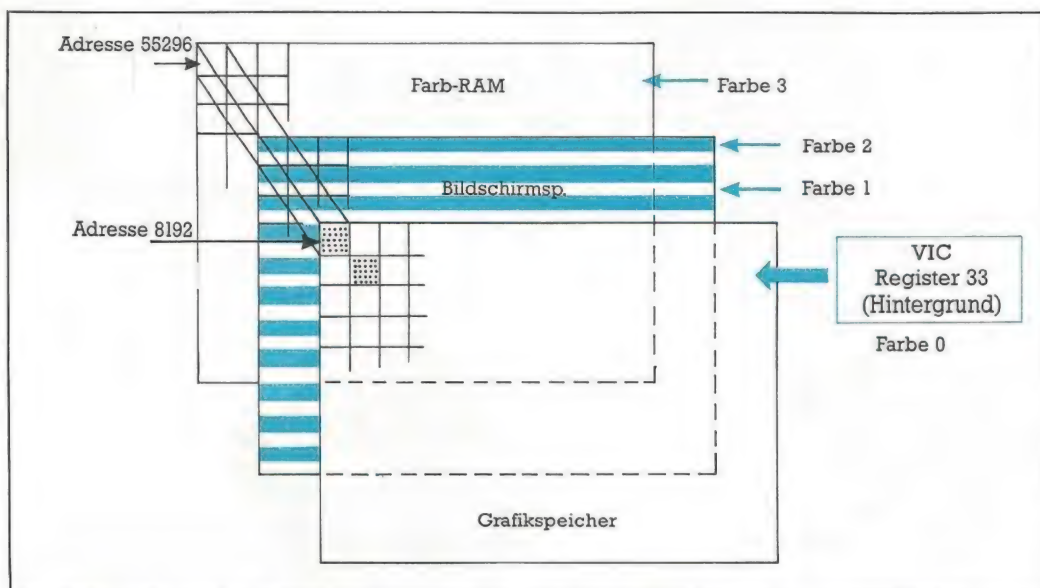 Adresse 55296
Farb-RAM
Farbe 3
Farbe 2
Bildschirmsp.
Farbe 1
Adresse 8192
VIC
Register 33
(Hintergrund)
Farbe 0
Grafikspeicher